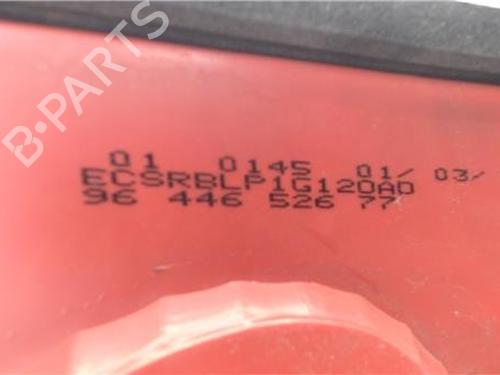 B-PARTS
01 0145 01/ 03/
ECSRBLP1G120AD
96 446 526 77